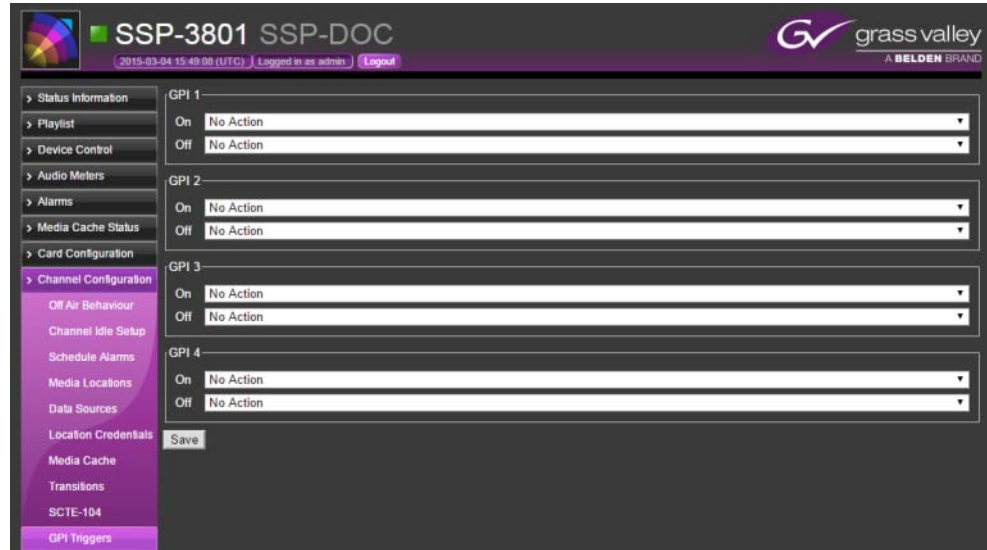 SSP-3801 SSP-DOC
2015-03-04 15:49:08 (UTC) Logged in as admin Logout
grass valley
A BELDEN BRAND
> Status Information
> Playlist
> Device Control
> Audio Meters
> Alarms
> Media Cache Status
> Card Configuration
> Channel Configuration
Off Air Behaviour
Channel Idle Setup
Schedule Alarms
Media Locations
Data Sources
Location Credentials
Media Cache
Transitions
SCTE-104
GPI Triggers
GPI 1
On No Action
Off No Action
GPI 2
On No Action
Off No Action
GPI 3
On No Action
Off No Action
GPI 4
On No Action
Off No Action
Save